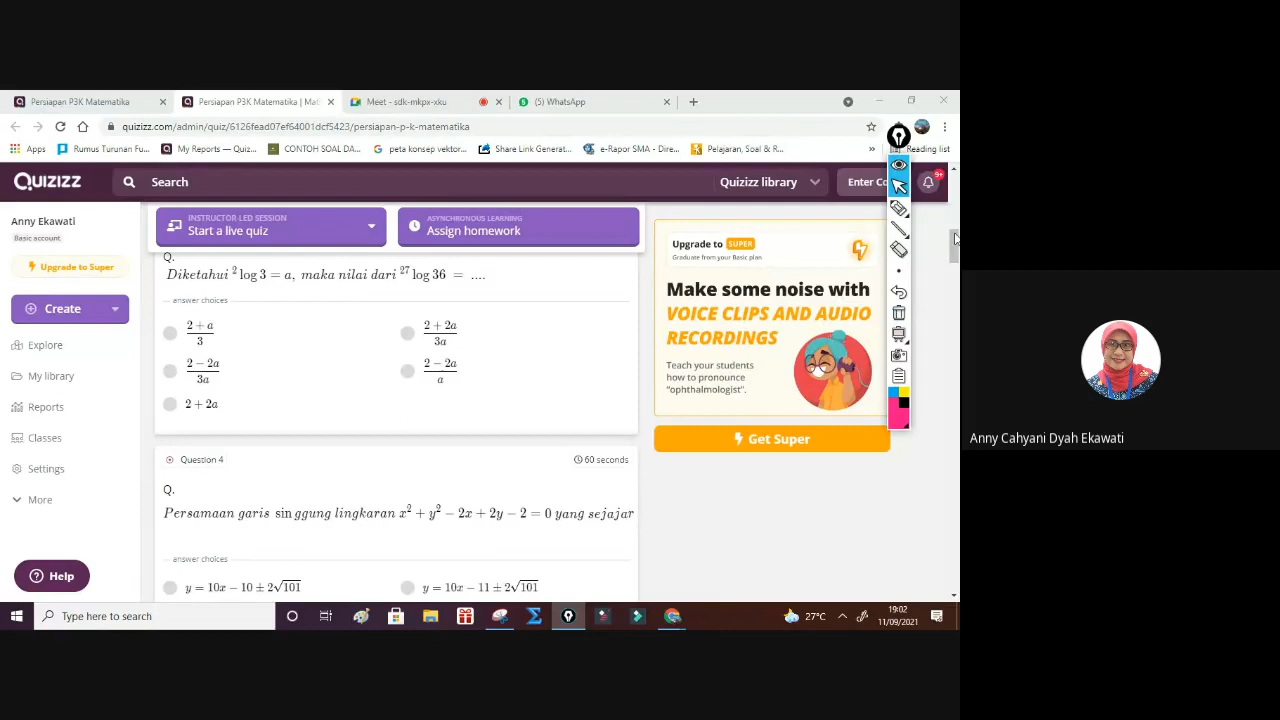 Persiapan P3K Matematika
Persiapan P3K Matematika | Mat
Meet - sdk-mkpx-xku
(5) WhatsApp
quizizz.com/admin/quiz/6126fead07ef64001dcf5423/persiapan-p-k-matematika
Apps
Rumus Turunan Fu...
My Reports — Quiz...
CONTOH SOAL DA...
peta konsep vektor...
Share Link Generat...
e-Rapor SMA - Dire...
Pelajaran, Soal & R...
»
Reading list
QUIZIZZ
Search
Quizizz library
Enter Co
9+
Anny Ekawati
Basic account
Upgrade to Super
Create
Explore
My library
Reports
Classes
Settings
More
Help
INSTRUCTOR-LED SESSION
Start a live quiz
ASYNCHRONOUS LEARNING
Assign homework
Q.
Diketahui ²log 3 = a, maka nilai dari ²⁷log 36 = ....
answer choices
(2 + a)/3
(2 + 2a)/3a
(2 − 2a)/3a
(2 − 2a)/a
2 + 2a
Question 4
60 seconds
Q.
Persamaan garis sin ggung lingkaran x² + y² − 2x + 2y − 2 = 0 yang sejajar
answer choices
y = 10x − 10 ± 2√101
y = 10x − 11 ± 2√101
Upgrade to SUPER
Graduate from your Basic plan
Make some noise with
VOICE CLIPS AND AUDIO
RECORDINGS
Teach your students
how to pronounce
"ophthalmologist".
Get Super
Anny Cahyani Dyah Ekawati
Type here to search
27°C
19:02
11/09/2021